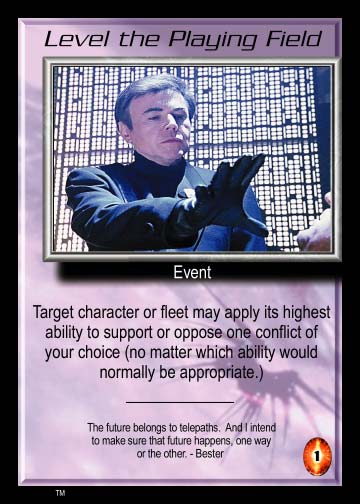 Level the Playing Field
Event
Target character or fleet may apply its highest
ability to support or oppose one conflict of
your choice (no matter which ability would
normally be appropriate.)
The future belongs to telepaths. And I intend
to make sure that future happens, one way
or the other. - Bester
1
TM